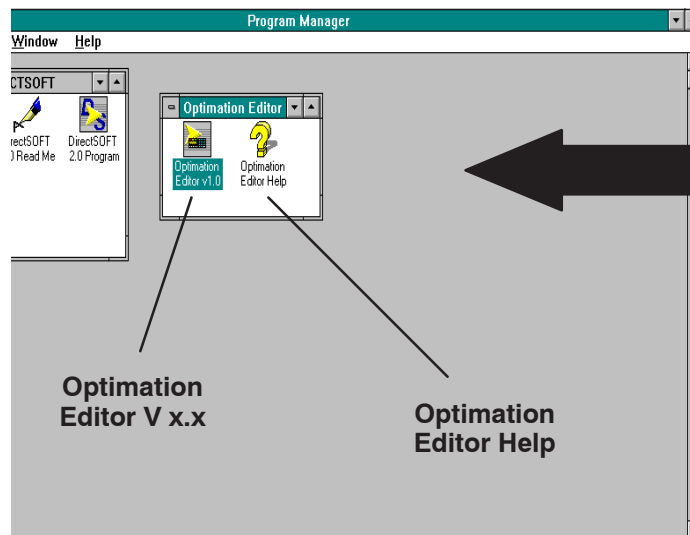 Program Manager
Window Help
CTSOFT
rectSOFT
) Read Me
DirectSOFT
2.0 Program
Optimation Editor
Optimation
Editor v1.0
Optimation
Editor Help
Optimation
Editor V x.x
Optimation
Editor Help